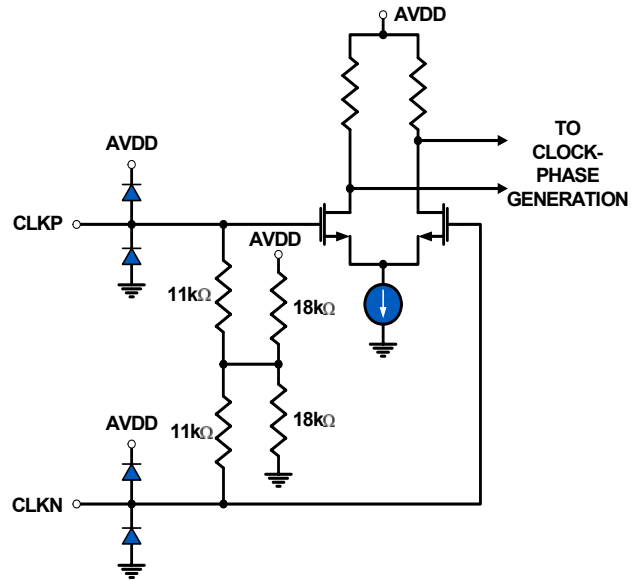 AVDD
TO
CLOCK-
PHASE
GENERATION
AVDD
CLKP
AVDD
11kΩ
18kΩ
11kΩ
18kΩ
AVDD
CLKN